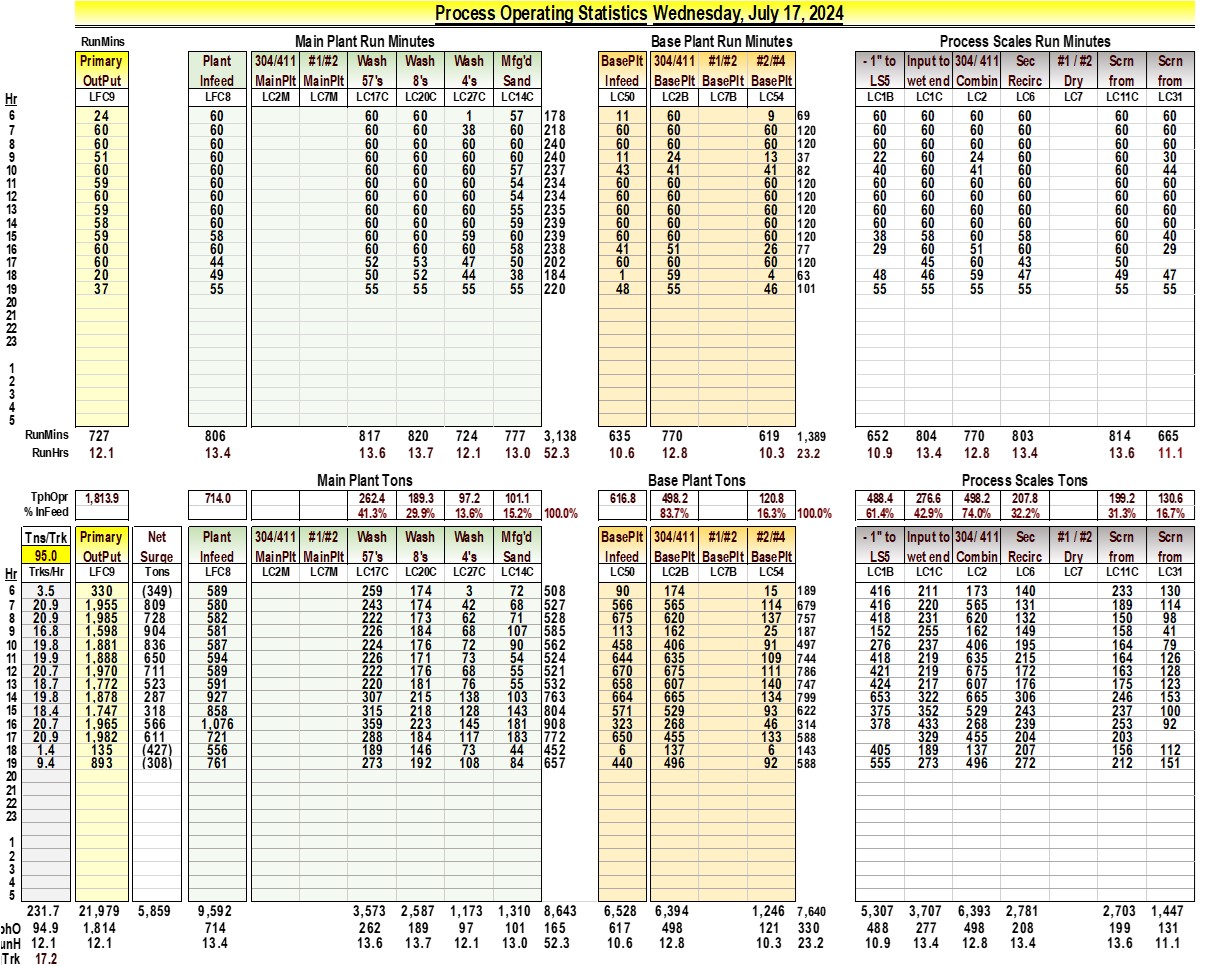 Process Operating Statistics Wednesday, July 17, 2024
RunMins Main Plant Run Minutes Base Plant Run Minutes Process Scales Run Minutes
Primary Plant 304/411 #1/#2 Wash Wash Wash Mfg'd BasePlt 304/411 #1/#2 #2/#4 - 1" to Input to 304/ 411 Sec #1 / #2 Scrn Scrn
OutPut Infeed MainPlt MainPlt 57's 8's 4's Sand Infeed BasePlt BasePlt BasePlt LS5 wet end Combin Recirc Dry from from
Hr LFC9 LFC8 LC2M LC7M LC17C LC20C LC27C LC14C LC50 LC2B LC7B LC54 LC1B LC1C LC2 LC6 LC7 LC11C LC31
6 24 60 60 60 1 57 178 11 60 9 69 60 60 60 60 60 60
7 60 60 60 60 38 60 218 60 60 60 120 60 60 60 60 60 60
8 60 60 60 60 60 60 240 60 60 60 120 60 60 60 60 60 60
9 51 60 60 60 60 60 240 11 24 13 37 22 60 24 60 60 30
10 60 60 60 60 60 57 237 43 41 41 82 40 60 41 60 60 44
11 59 60 60 60 60 54 234 60 60 60 120 60 60 60 60 60 60
12 60 60 60 60 60 54 234 60 60 60 120 60 60 60 60 60 60
13 59 60 60 60 60 55 235 60 60 60 120 60 60 60 60 60 60
14 58 60 60 60 60 59 239 60 60 60 120 60 60 60 60 60 60
15 59 58 60 60 59 60 239 60 60 60 120 38 58 60 58 60 40
16 60 60 60 60 60 58 238 41 51 26 77 29 60 51 60 60 29
17 60 44 52 53 47 50 202 60 60 60 120 45 60 43 50
18 20 49 50 52 44 38 184 1 59 4 63 48 46 59 47 49 47
19 37 55 55 55 55 55 220 48 55 46 101 55 55 55 55 55 55
20
21
22
23
1
2
3
4
5
RunMins 727 806 817 820 724 777 3,138 635 770 619 1,389 652 804 770 803 814 665
RunHrs 12.1 13.4 13.6 13.7 12.1 13.0 52.3 10.6 12.8 10.3 23.2 10.9 13.4 12.8 13.4 13.6 11.1
Main Plant Tons Base Plant Tons Process Scales Tons
TphOpr 1,813.9 714.0 262.4 189.3 97.2 101.1 616.8 498.2 120.8 488.4 276.6 498.2 207.8 199.2 130.6
% InFeed 41.3% 29.9% 13.6% 15.2% 100.0% 83.7% 16.3% 100.0% 61.4% 42.9% 74.0% 32.2% 31.3% 16.7%
Tns/Trk Primary Net Plant 304/411 #1/#2 Wash Wash Wash Mfg'd BasePlt 304/411 #1/#2 #2/#4 - 1" to Input to 304/ 411 Sec #1 / #2 Scrn Scrn
95.0 OutPut Surge Infeed MainPlt MainPlt 57's 8's 4's Sand Infeed BasePlt BasePlt BasePlt LS5 wet end Combin Recirc Dry from from
Hr Trks/Hr LFC9 Tons LFC8 LC2M LC7M LC17C LC20C LC27C LC14C LC50 LC2B LC7B LC54 LC1B LC1C LC2 LC6 LC7 LC11C LC31
6 3.5 330 (349) 589 259 174 3 72 508 90 174 15 189 416 211 173 140 233 130
7 20.9 1,955 809 580 243 174 42 68 527 566 565 114 679 416 220 565 131 189 114
8 20.9 1,985 728 582 222 173 62 71 528 675 620 137 757 418 231 620 132 150 98
9 16.8 1,598 904 581 226 184 68 107 585 113 162 25 187 152 255 162 149 158 41
10 19.8 1,881 836 587 224 176 72 90 562 458 406 91 497 276 237 406 195 164 79
11 19.9 1,888 650 594 226 171 73 54 524 644 635 109 744 418 219 635 215 164 126
12 20.7 1,970 711 589 222 176 68 55 521 670 675 111 786 421 219 675 172 163 128
13 18.7 1,772 523 591 220 181 76 55 532 658 607 140 747 424 217 607 176 175 123
14 19.8 1,878 287 927 307 215 138 103 763 664 665 134 799 653 322 665 306 246 153
15 18.4 1,747 318 858 315 218 128 143 804 571 529 93 622 375 352 529 243 237 100
16 20.7 1,965 566 1,076 359 223 145 181 908 323 268 46 314 378 433 268 239 253 92
17 20.9 1,982 611 721 288 184 117 183 772 650 455 133 588 329 455 204 203
18 1.4 135 (427) 556 189 146 73 44 452 6 137 6 143 405 189 137 207 156 112
19 9.4 893 (308) 761 273 192 108 84 657 440 496 92 588 555 273 496 272 212 151
20
21
22
23
1
2
3
4
5
231.7 21,979 5,859 9,592 3,573 2,587 1,173 1,310 8,643 6,528 6,394 1,246 7,640 5,307 3,707 6,393 2,781 2,703 1,447
phO 94.9 1,814 714 262 189 97 101 165 617 498 121 330 488 277 498 208 199 131
unH 12.1 12.1 13.4 13.6 13.7 12.1 13.0 52.3 10.6 12.8 10.3 23.2 10.9 13.4 12.8 13.4 13.6 11.1
Trk 17.2